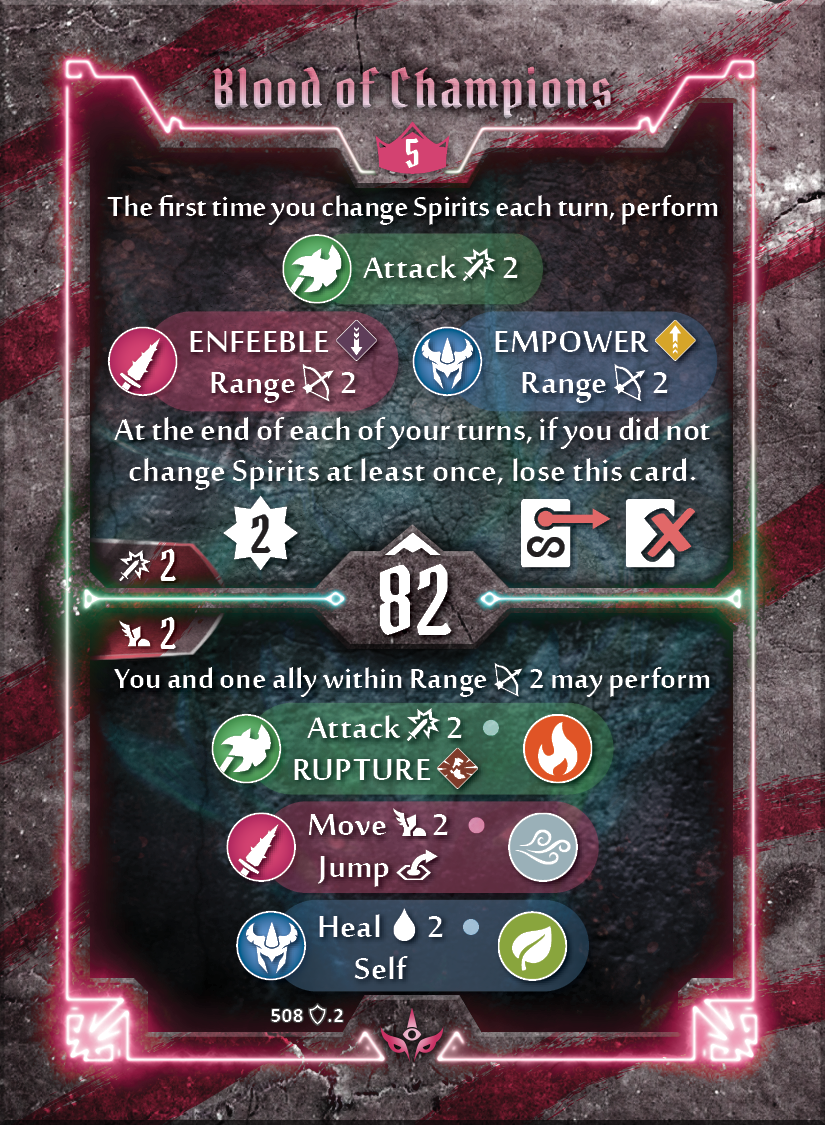 Blood of Champions
5
The first time you change Spirits each turn, perform
Attack 2
ENFEEBLE
Range 2
EMPOWER
Range 2
At the end of each of your turns, if you did not
change Spirits at least once, lose this card.
2
2
82
2
You and one ally within Range 2 may perform
Attack 2
RUPTURE
Move 2
Jump
Heal 2
Self
508 .2